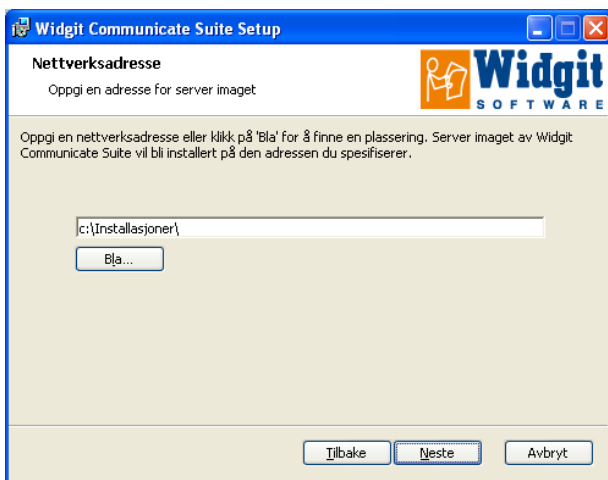 Widgit Communicate Suite Setup
Nettverksadresse
Oppgi en adresse for server imaget
Widgit
SOFTWARE
Oppgi en nettverksadresse eller klikk på 'Bla' for å finne en plassering. Server imaget av Widgit
Communicate Suite vil bli installert på den adressen du spesifiserer.
c:\Installasjoner\
Bla...
Tilbake
Neste
Avbryt